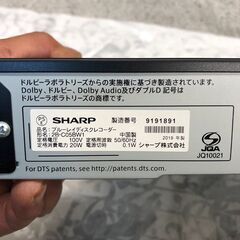 ドルビーラボラトリーズからの実施権に基づき製造されています。
Dolby、ドルビー、Dolby Audio及びダブルD記号は
ドルビーラボラトリーズの商標です。
SHARP
製造番号 9191891
品名 ブルーレイディスクレコーダー
形名 2B-C05BW1
中国製
2019 年製
定格電圧 100V 定格周波数 50/60Hz
定格消費電力 20W 待機時消費電力 0.1W
シャープ株式会社
JQA
JQ10021
For DTS patents, see http://patents.dts.com.